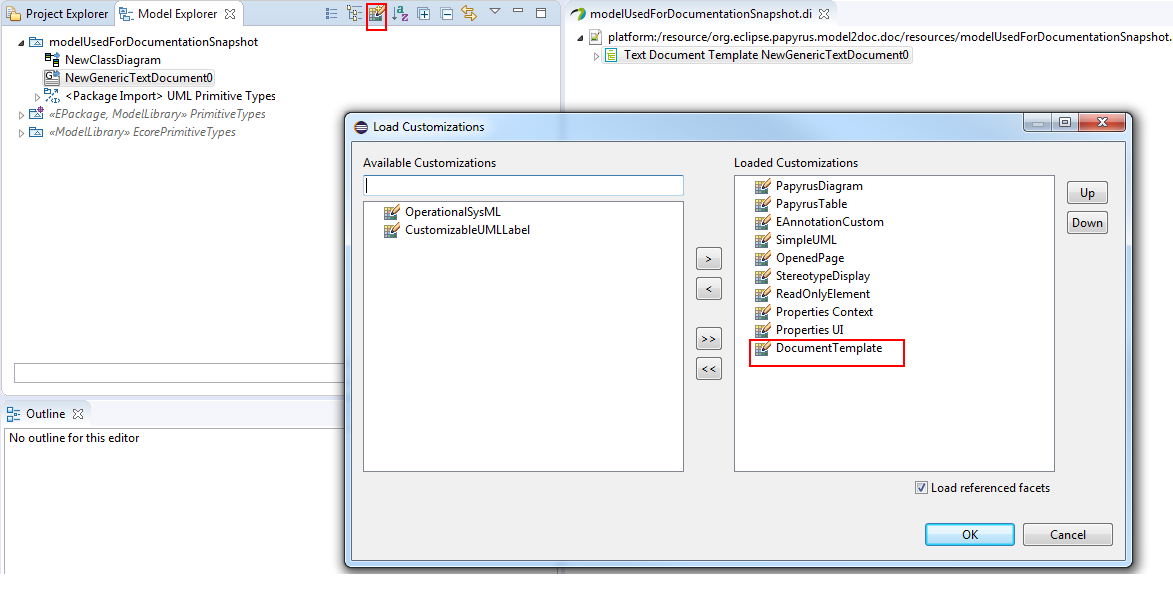 Project Explorer
Model Explorer
modelUsedForDocumentationSnapshot
NewClassDiagram
NewGenericTextDocument0
<Package Import> UML Primitive Types
«EPackage, ModelLibrary» PrimitiveTypes
«ModelLibrary» EcorePrimitiveTypes
modelUsedForDocumentationSnapshot.di
platform:/resource/org.eclipse.papyrus.model2doc.doc/resources/modelUsedForDocumentationSnapshot.
Text Document Template NewGenericTextDocument0
Outline
No outline for this editor
Load Customizations
Available Customizations
OperationalSysML
CustomizableUMLLabel
>
<
>>
<<
Loaded Customizations
PapyrusDiagram
PapyrusTable
EAnnotationCustom
SimpleUML
OpenedPage
StereotypeDisplay
ReadOnlyElement
Properties Context
Properties UI
DocumentTemplate
Up
Down
Load referenced facets
OK
Cancel